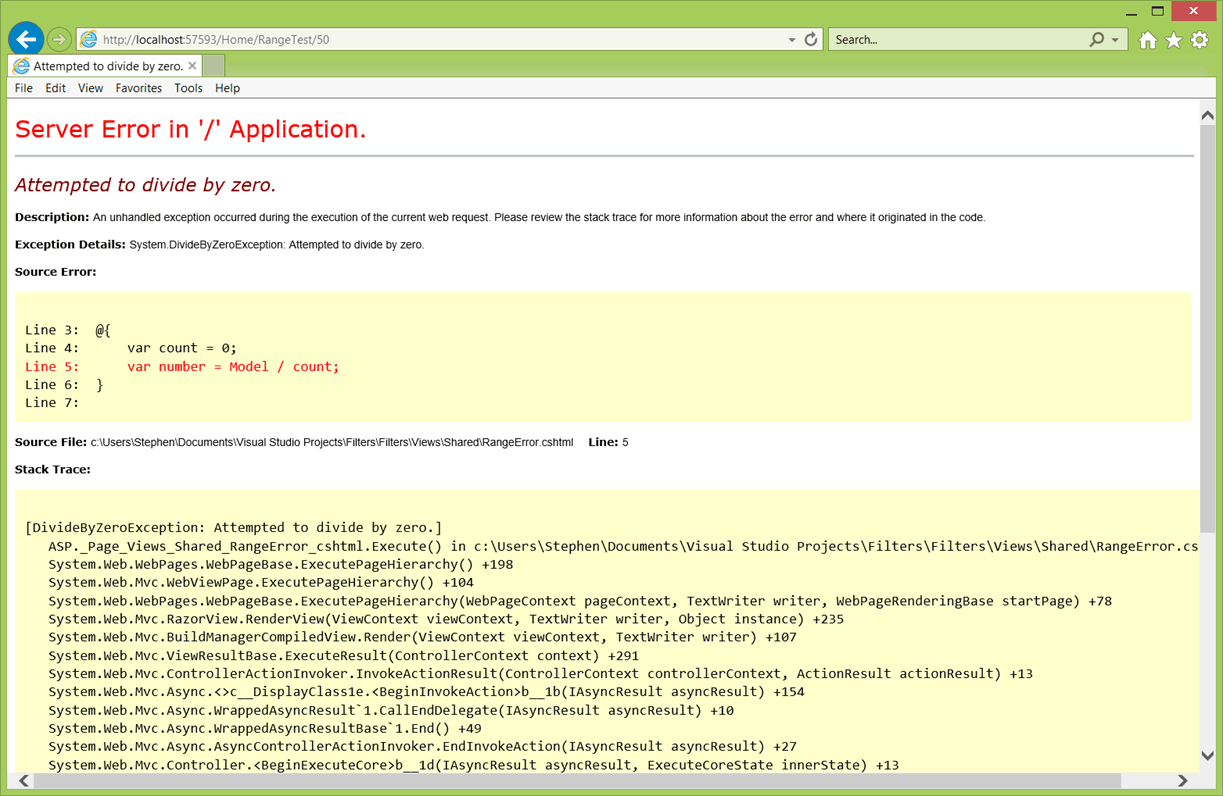 http://localhost:57593/Home/RangeTest/50
Search...
Attempted to divide by zero.
File Edit View Favorites Tools Help
Server Error in '/' Application.
Attempted to divide by zero.
Description: An unhandled exception occurred during the execution of the current web request. Please review the stack trace for more information about the error and where it originated in the code.
Exception Details: System.DivideByZeroException: Attempted to divide by zero.
Source Error:
Line 3:  @{
Line 4:      var count = 0;
Line 5:      var number = Model / count;
Line 6:  }
Line 7:
Source File: c:\Users\Stephen\Documents\Visual Studio Projects\Filters\Filters\Views\Shared\RangeError.cshtml    Line: 5
Stack Trace:
[DivideByZeroException: Attempted to divide by zero.]
   ASP._Page_Views_Shared_RangeError_cshtml.Execute() in c:\Users\Stephen\Documents\Visual Studio Projects\Filters\Filters\Views\Shared\RangeError.cs
   System.Web.WebPages.WebPageBase.ExecutePageHierarchy() +198
   System.Web.Mvc.WebViewPage.ExecutePageHierarchy() +104
   System.Web.WebPages.WebPageBase.ExecutePageHierarchy(WebPageContext pageContext, TextWriter writer, WebPageRenderingBase startPage) +78
   System.Web.Mvc.RazorView.RenderView(ViewContext viewContext, TextWriter writer, Object instance) +235
   System.Web.Mvc.BuildManagerCompiledView.Render(ViewContext viewContext, TextWriter writer) +107
   System.Web.Mvc.ViewResultBase.ExecuteResult(ControllerContext context) +291
   System.Web.Mvc.ControllerActionInvoker.InvokeActionResult(ControllerContext controllerContext, ActionResult actionResult) +13
   System.Web.Mvc.Async.<>c__DisplayClass1e.<BeginInvokeAction>b__1b(IAsyncResult asyncResult) +154
   System.Web.Mvc.Async.WrappedAsyncResult`1.CallEndDelegate(IAsyncResult asyncResult) +10
   System.Web.Mvc.Async.WrappedAsyncResultBase`1.End() +49
   System.Web.Mvc.Async.AsyncControllerActionInvoker.EndInvokeAction(IAsyncResult asyncResult) +27
   System.Web.Mvc.Controller.<BeginExecuteCore>b__1d(IAsyncResult asyncResult, ExecuteCoreState innerState) +13